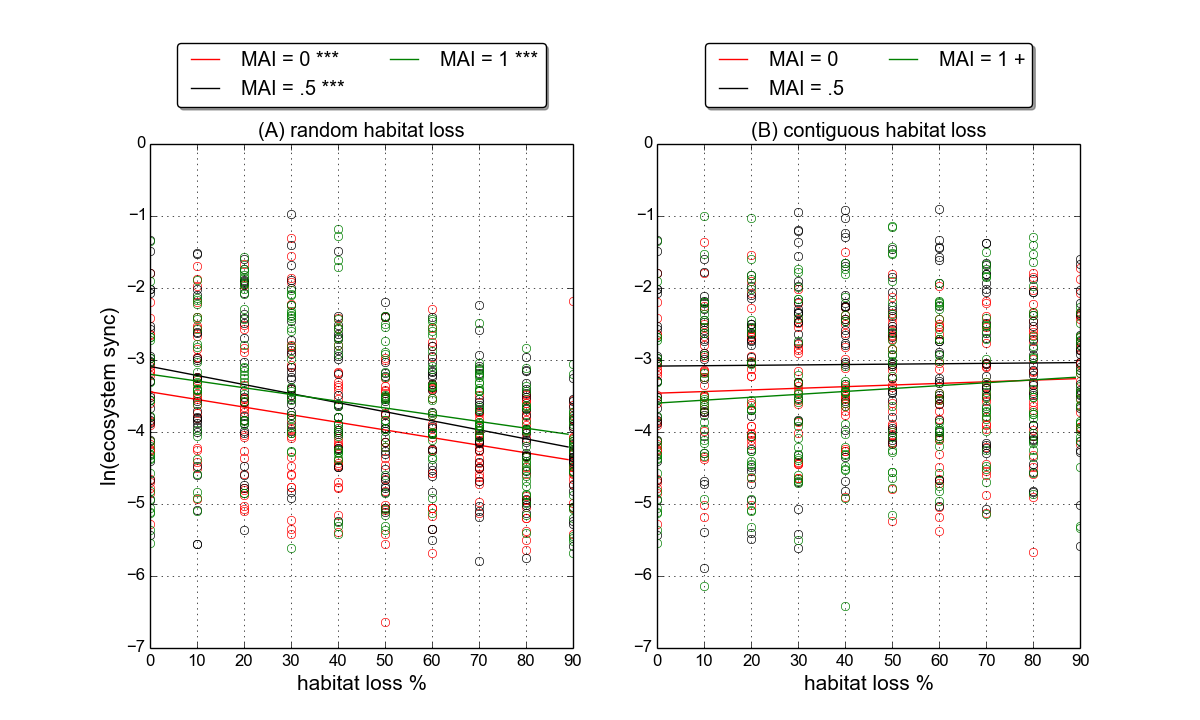 MAI = 0 *** MAI = 1 ***
MAI = .5 ***
MAI = 0 MAI = 1 +
MAI = .5
(A) random habitat loss
(B) contiguous habitat loss
ln(ecosystem sync)
0
−1
−2
−3
−4
−5
−6
−7
0 10 20 30 40 50 60 70 80 90
habitat loss %
0
−1
−2
−3
−4
−5
−6
−7
0 10 20 30 40 50 60 70 80 90
habitat loss %